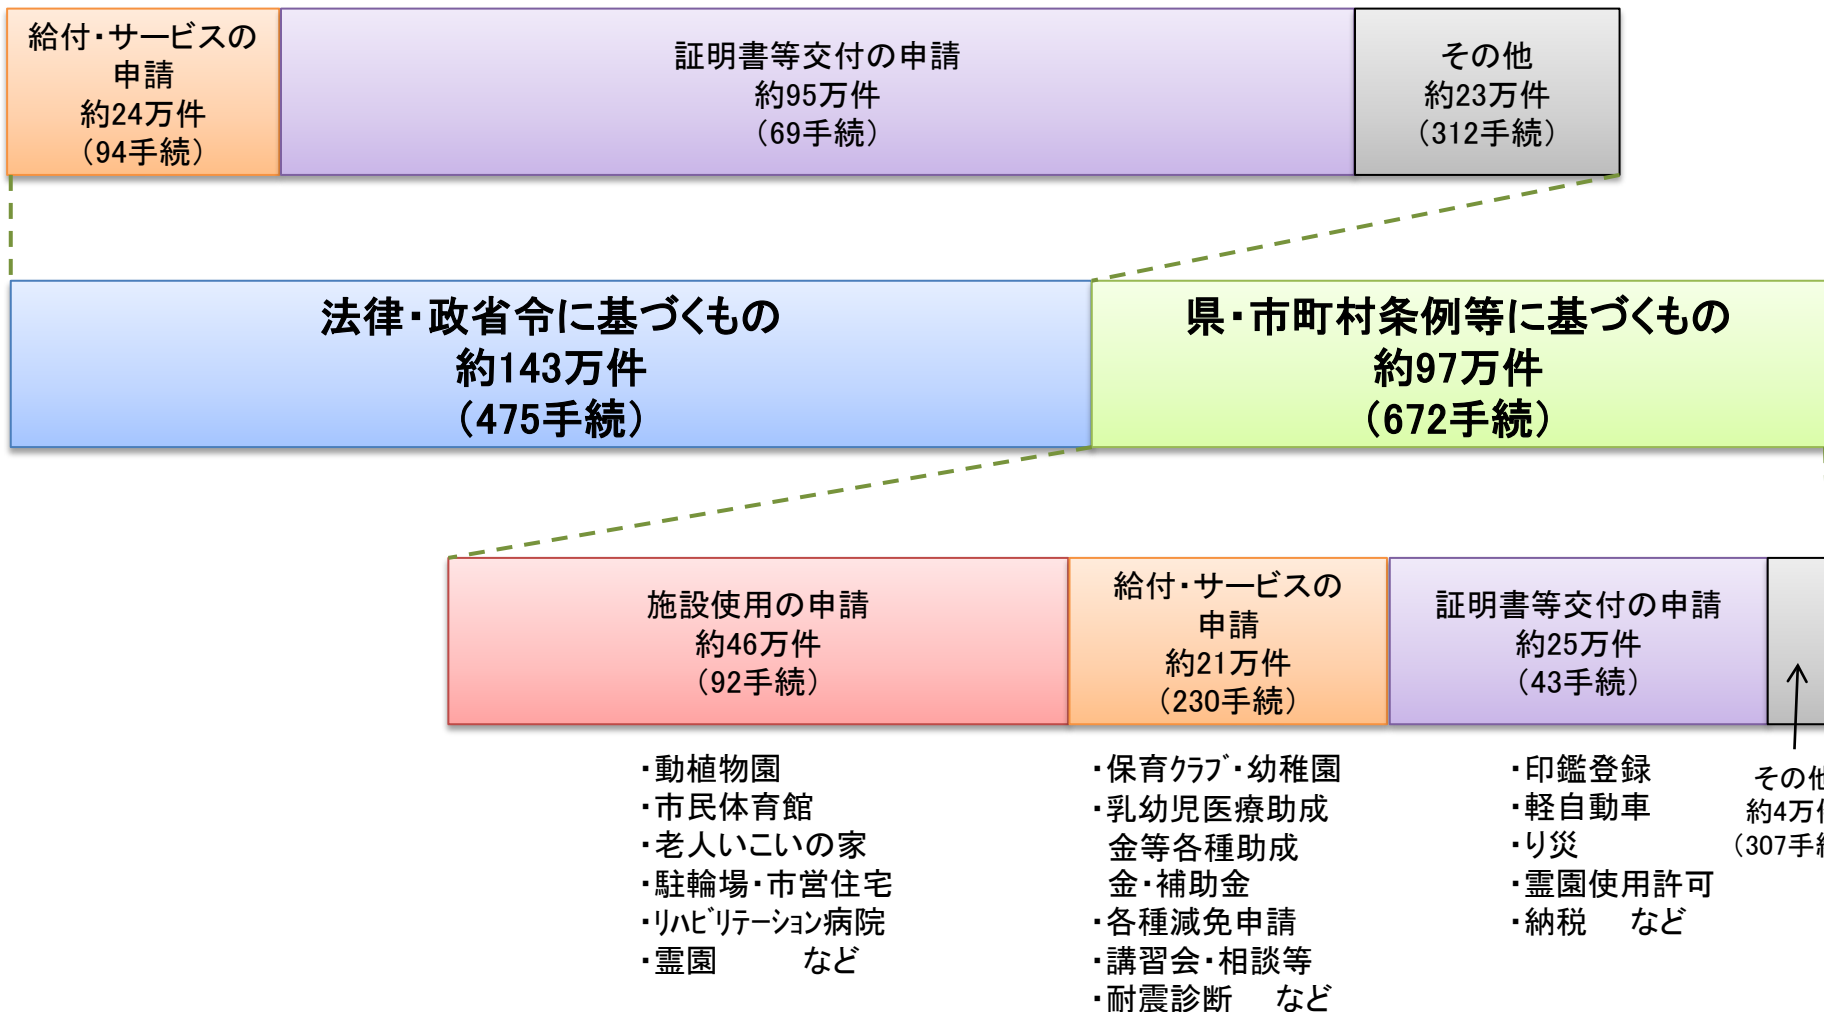 給付・サービスの
申請
約24万件
（94手続）
証明書等交付の申請
約95万件
（69手続）
その他
約23万件
（312手続）
法律・政省令に基づくもの
約143万件
（475手続）
県・市町村条例等に基づくもの
約97万件
（672手続）
施設使用の申請
約46万件
（92手続）
給付・サービスの
申請
約21万件
（230手続）
証明書等交付の申請
約25万件
（43手続）
・動植物園
・市民体育館
・老人いこいの家
・駐輪場・市営住宅
・ﾘﾊﾋﾞﾘﾃｰｼｮﾝ病院
・霊園　　　など
・保育ｸﾗﾌﾞ・幼稚園
・乳幼児医療助成
金等各種助成
金・補助金
・各種減免申請
・講習会・相談等
・耐震診断　など
・印鑑登録
・軽自動車
・り災
・霊園使用許可
・納税　など
その他
約4万件
（307手続